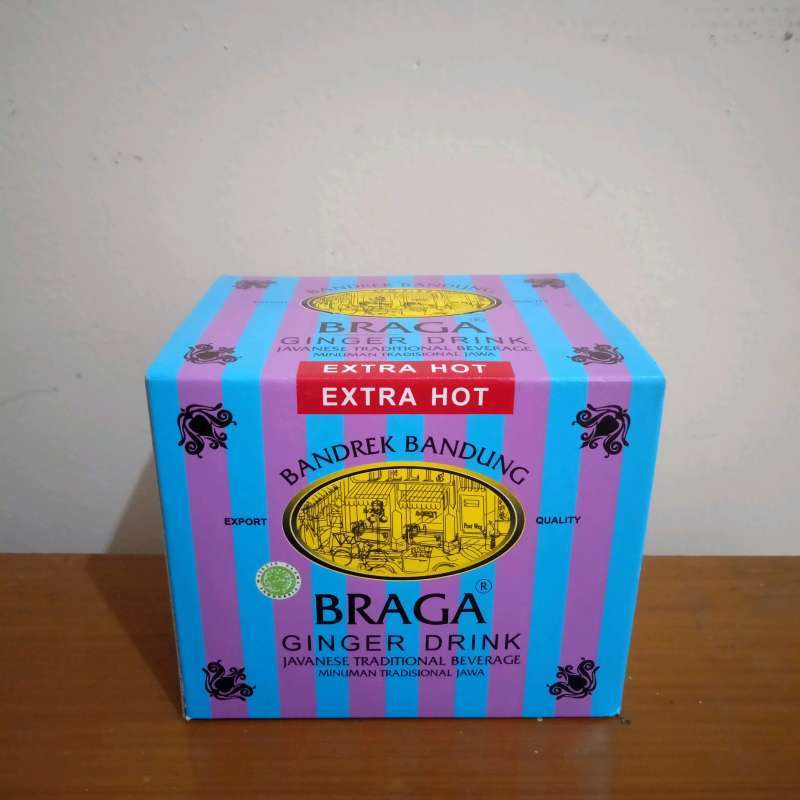 BANDREK BANDUNG
BRAGA®
GINGER DRINK
JAVANESE TRADITIONAL BEVERAGE
MINUMAN TRADISIONAL JAWA
EXTRA HOT
EXTRA HOT
BANDREK BANDUNG
EXPORT QUALITY
BRAGA®
GINGER DRINK
JAVANESE TRADITIONAL BEVERAGE
MINUMAN TRADISIONAL JAWA